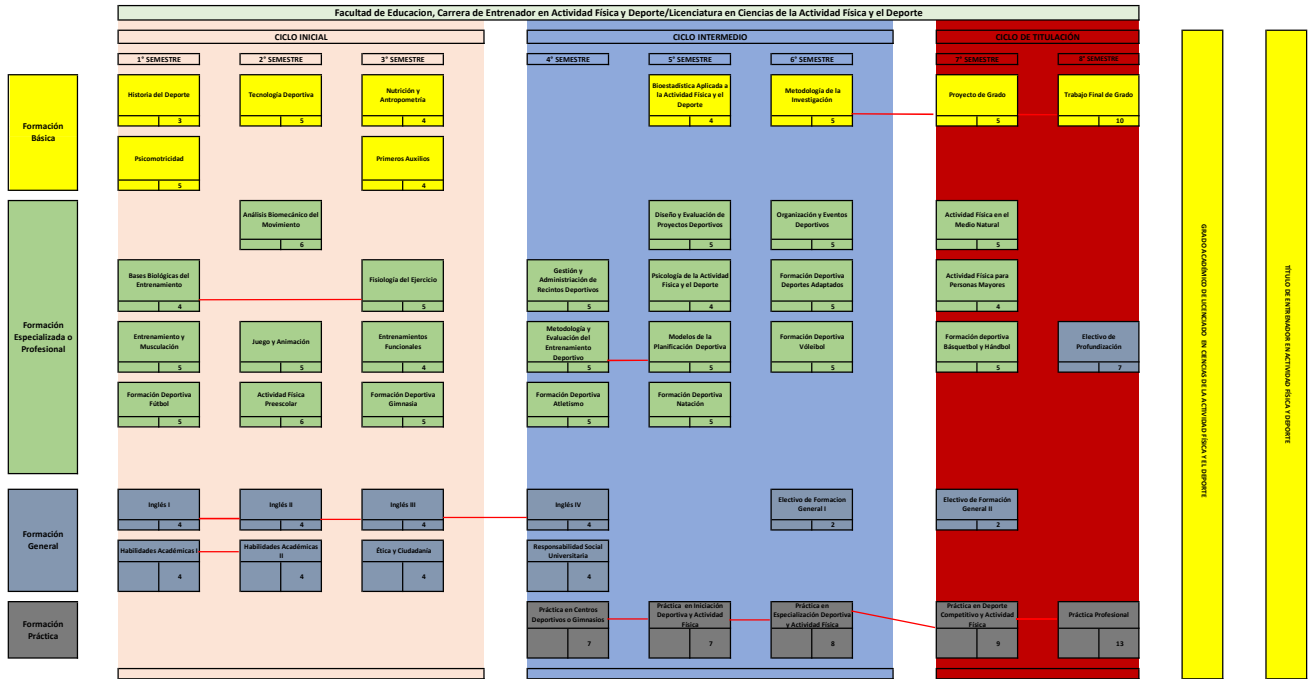 Facultad de Educacion, Carrera de Entrenador en Actividad Física y Deporte/Licenciatura en Ciencias de la Actividad Física y el Deporte
CICLO INICIAL
CICLO INTERMEDIO
CICLO DE TITULACIÓN
1° SEMESTRE
2° SEMESTRE
3° SEMESTRE
4° SEMESTRE
5° SEMESTRE
6° SEMESTRE
7° SEMESTRE
8° SEMESTRE
Formación
Básica
Historia del Deporte
3
Tecnología Deportiva
5
Nutrición y
Antropometría
4
Bioestadística Aplicada a
la Actividad Física y el
Deporte
4
Metodología de la
Investigación
5
Proyecto de Grado
5
Trabajo Final de Grado
10
Psicomotricidad
5
Primeros Auxilios
4
Formación
Especializada o
Profesional
Análisis Biomecánico del
Movimiento
6
Diseño y Evaluación de
Proyectos Deportivos
5
Organización y Eventos
Deportivos
5
Actividad Física en el
Medio Natural
5
Bases Biológicas del
Entrenamiento
4
Fisiología del Ejercicio
5
Gestión y
Administriación de
Recintos Deportivos
5
Psicología de la Actividad
Física y el Deporte
4
Formación Deportiva
Deportes Adaptados
5
Actividad Física para
Personas Mayores
4
Entrenamiento y
Musculación
5
Juego y Animación
5
Entrenamientos
Funcionales
4
Metodología y
Evaluación del
Entrenamiento
Deportivo
5
Modelos de la
Planificación Deportiva
5
Formación Deportiva
Vóleibol
5
Formación deportiva
Básquetbol y Hándbol
5
Electivo de
Profundización
7
Formación Deportiva
Fútbol
5
Actividad Física
Preescolar
6
Formación Deportiva
Gimnasia
5
Formación Deportiva
Atletismo
5
Formación Deportiva
Natación
5
Formación
General
Inglés I
4
Inglés II
4
Inglés III
4
Inglés IV
4
Electivo de Formacion
General I
2
Electivo de Formación
General II
2
Habilidades Académicas I
4
Habilidades Académicas
II
4
Ética y Ciudadanía
4
Responsabilidad Social
Universitaria
4
Formación
Práctica
Práctica en Centros
Deportivos o Gimnasios
7
Práctica en Iniciación
Deportiva y Actividad
Física
7
Práctica en
Especialización Deportiva
y Actividad Física
8
Práctica en Deporte
Competitivo y Actividad
Física
9
Práctica Profesional
13
GRADO ACADÉMICO DE LICENCIADO EN CIENCIAS DE LA ACTIVIDAD FÍSICA Y EL DEPORTE
TÍTULO DE ENTRENADOR EN ACTIVIDAD FÍSICA Y DEPORTE